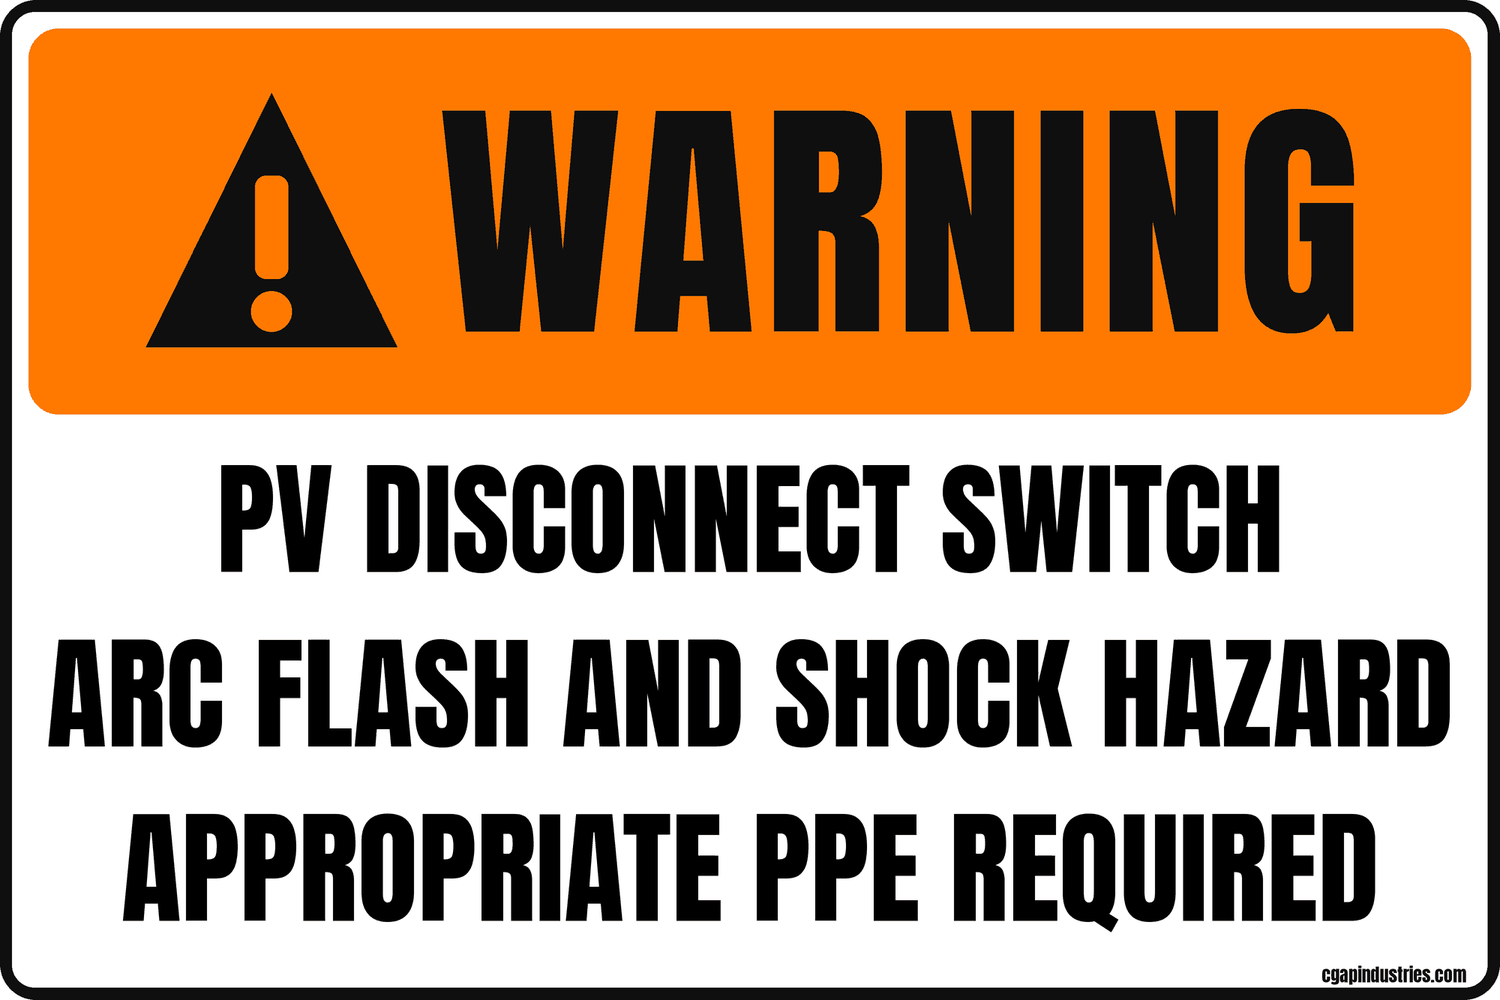 WARNING
PV DISCONNECT SWITCH
ARC FLASH AND SHOCK HAZARD
APPROPRIATE PPE REQUIRED
cgapindustries.com